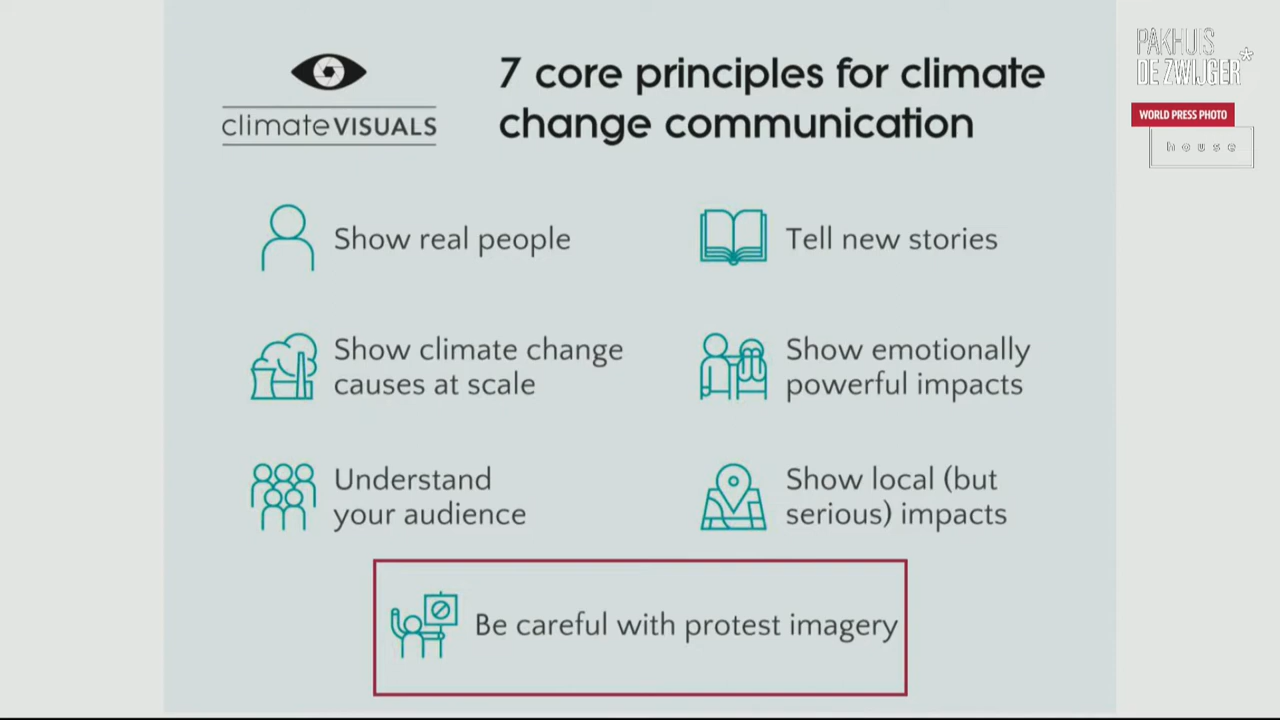 7 core principles for climate
change communication
climateVISUALS
Show real people
Tell new stories
Show climate change
causes at scale
Show emotionally
powerful impacts
Understand
your audience
Show local (but
serious) impacts
Be careful with protest imagery
PAKHUIS
DE ZWIJGER*
WORLD PRESS PHOTO
house